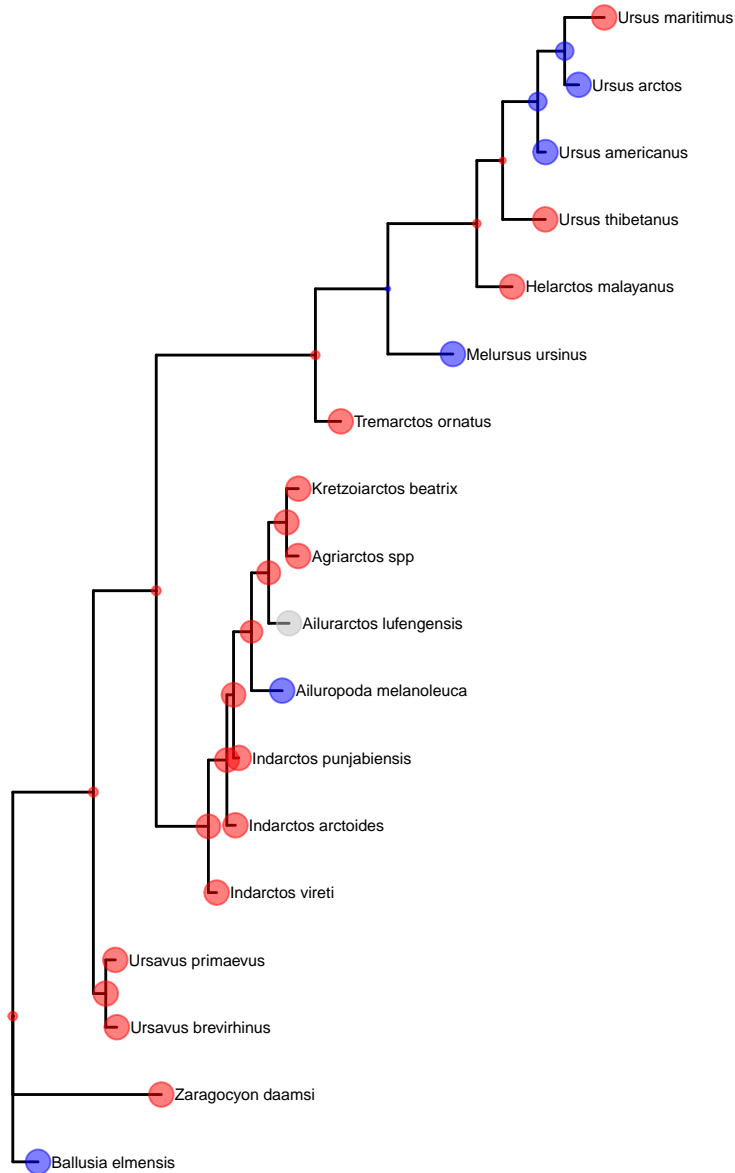 Ursus maritimus
Ursus arctos
Ursus americanus
Ursus thibetanus
Helarctos malayanus
Melursus ursinus
Tremarctos ornatus
Kretzoiarctos beatrix
Agriarctos spp
Ailurarctos lufengensis
Ailuropoda melanoleuca
Indarctos punjabiensis
Indarctos arctoides
Indarctos vireti
Ursavus primaevus
Ursavus brevirhinus
Zaragocyon daamsi
Ballusia elmensis